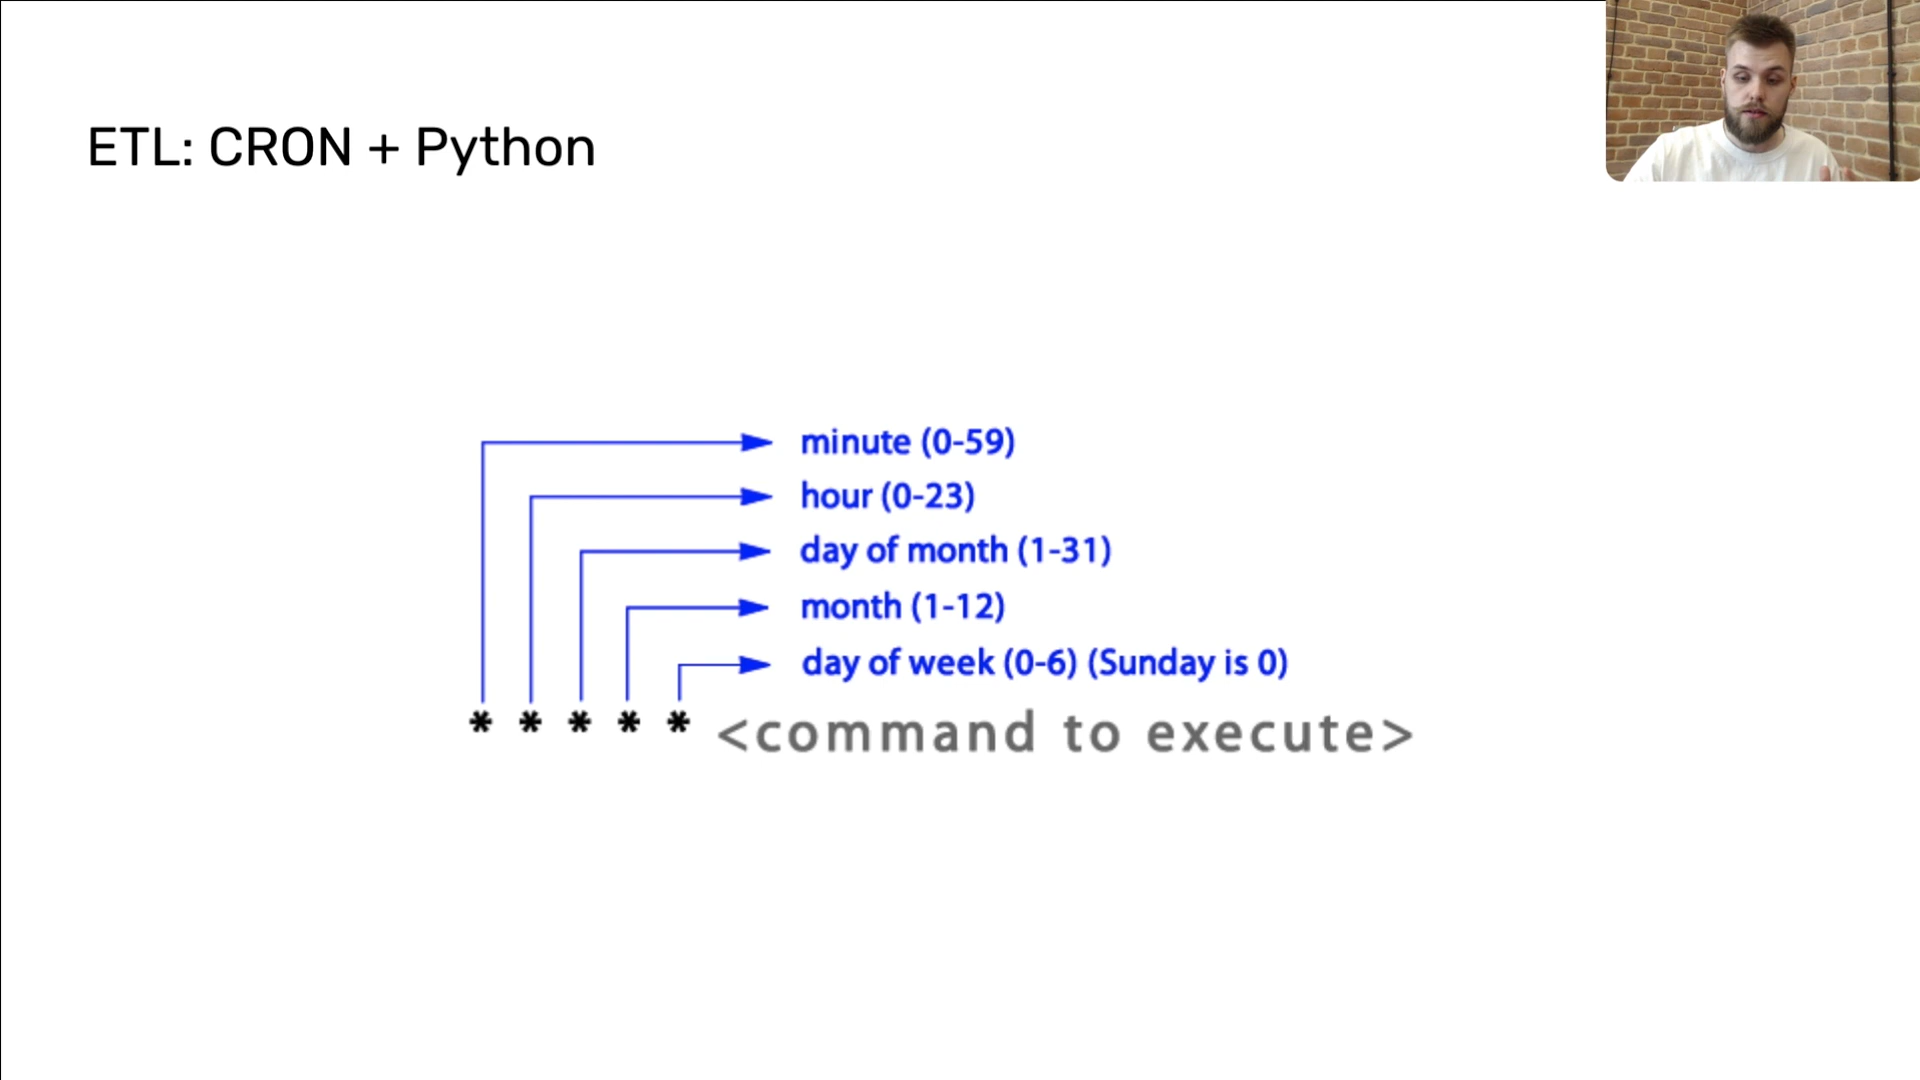 ETL: CRON + Python
minute (0-59)
hour (0-23)
day of month (1-31)
month (1-12)
day of week (0-6) (Sunday is 0)
* * * * * <command to execute>